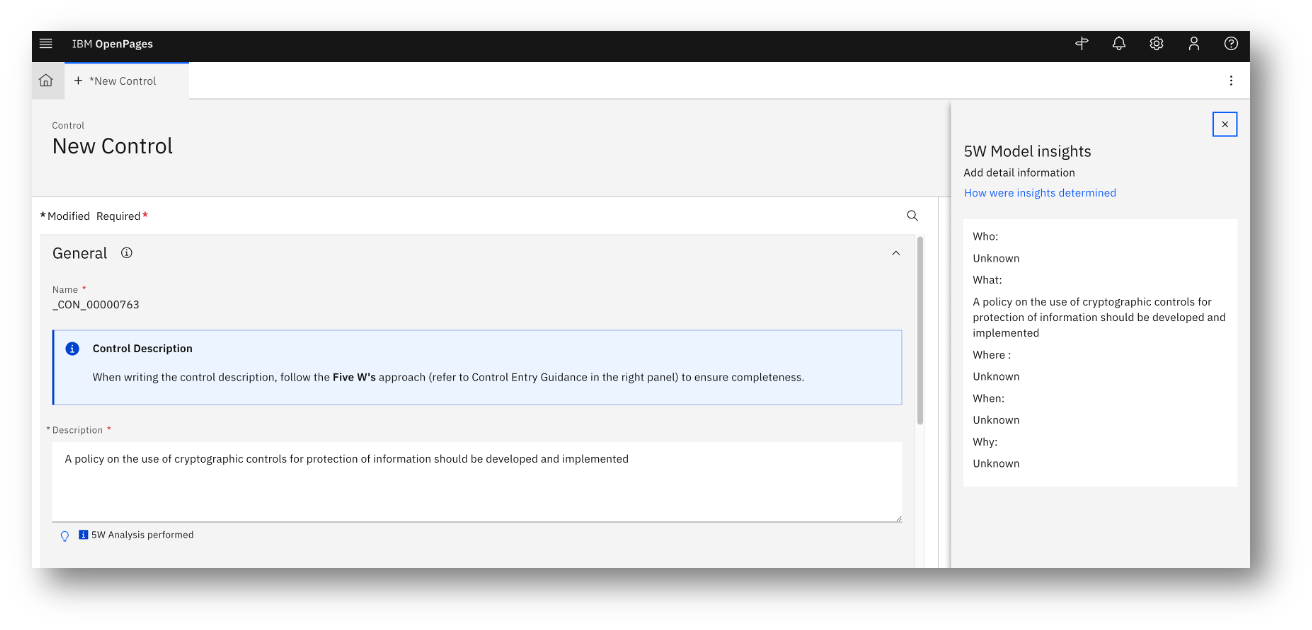 IBM OpenPages
+ *New Control
Control
New Control
*Modified Required*
General
Name *
_CON_00000763
Control Description
When writing the control description, follow the Five W's approach (refer to Control Entry Guidance in the right panel) to ensure completeness.
*Description *
A policy on the use of cryptographic controls for protection of information should be developed and implemented
5W Analysis performed
5W Model insights
Add detail information
How were insights determined
Who:
Unknown
What:
A policy on the use of cryptographic controls for
protection of information should be developed and
implemented
Where :
Unknown
When:
Unknown
Why:
Unknown